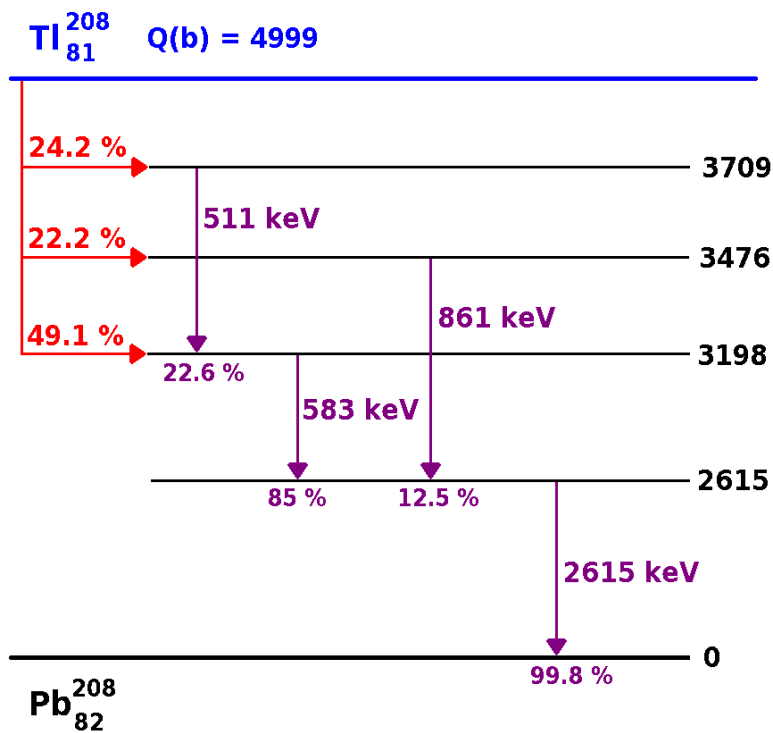 Tl 208 81 Q(b) = 4999
24.2 %
3709
511 keV
22.2 %
3476
861 keV
49.1 %
3198
22.6 %
583 keV
2615
85 %
12.5 %
2615 keV
0
99.8 %
Pb 208 82